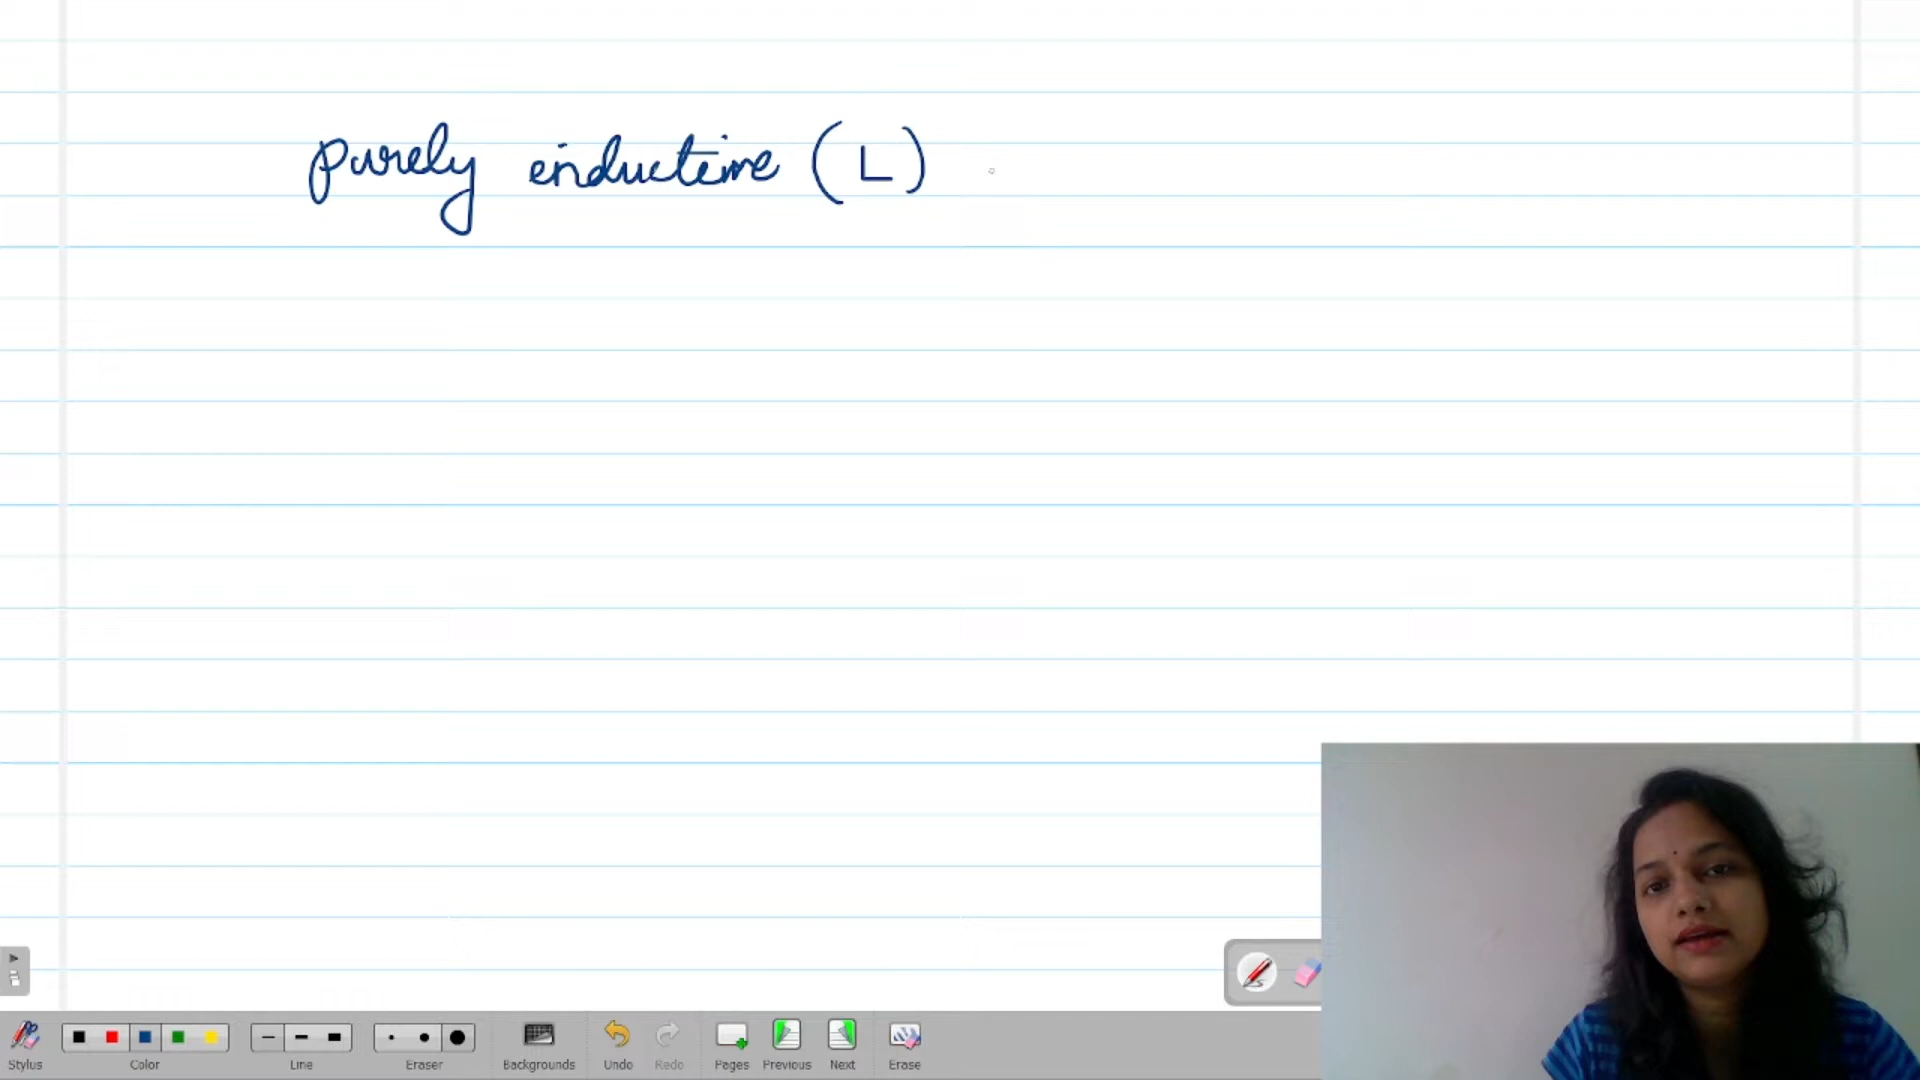 purely inductive (L)
Stylus
Color
Line
Eraser
Backgrounds
Undo
Redo
Pages
Previous
Next
Erase